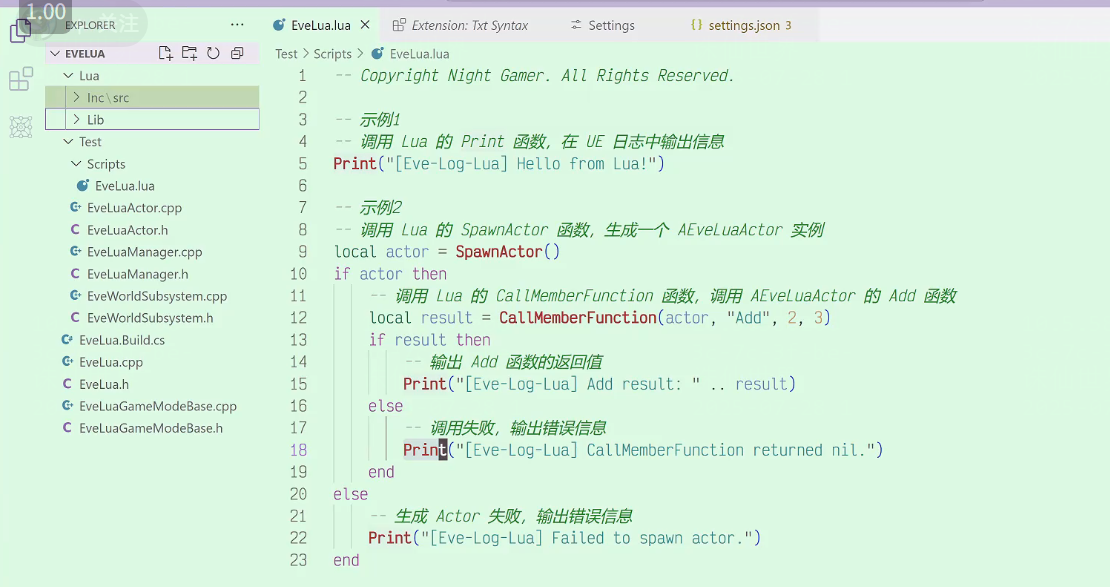 1.00
关注
EXPLORER
EVELUA
Lua
Inc\src
Lib
Test
Scripts
EveLua.lua
EveLuaActor.cpp
EveLuaActor.h
EveLuaManager.cpp
EveLuaManager.h
EveWorldSubsystem.cpp
EveWorldSubsystem.h
EveLua.Build.cs
EveLua.cpp
EveLua.h
EveLuaGameModeBase.cpp
EveLuaGameModeBase.h
EveLua.lua
Extension: Txt Syntax
Settings
{} settings.json 3
Test > Scripts > EveLua.lua
1 -- Copyright Night Gamer. All Rights Reserved.
2
3 -- 示例1
4 -- 调用 Lua 的 Print 函数，在 UE 日志中输出信息
5 Print("[Eve-Log-Lua] Hello from Lua!")
6
7 -- 示例2
8 -- 调用 Lua 的 SpawnActor 函数，生成一个 AEveLuaActor 实例
9 local actor = SpawnActor()
10 if actor then
11 -- 调用 Lua 的 CallMemberFunction 函数，调用 AEveLuaActor 的 Add 函数
12 local result = CallMemberFunction(actor, "Add", 2, 3)
13 if result then
14 -- 输出 Add 函数的返回值
15 Print("[Eve-Log-Lua] Add result: " .. result)
16 else
17 -- 调用失败，输出错误信息
18 Print("[Eve-Log-Lua] CallMemberFunction returned nil.")
19 end
20 else
21 -- 生成 Actor 失败，输出错误信息
22 Print("[Eve-Log-Lua] Failed to spawn actor.")
23 end